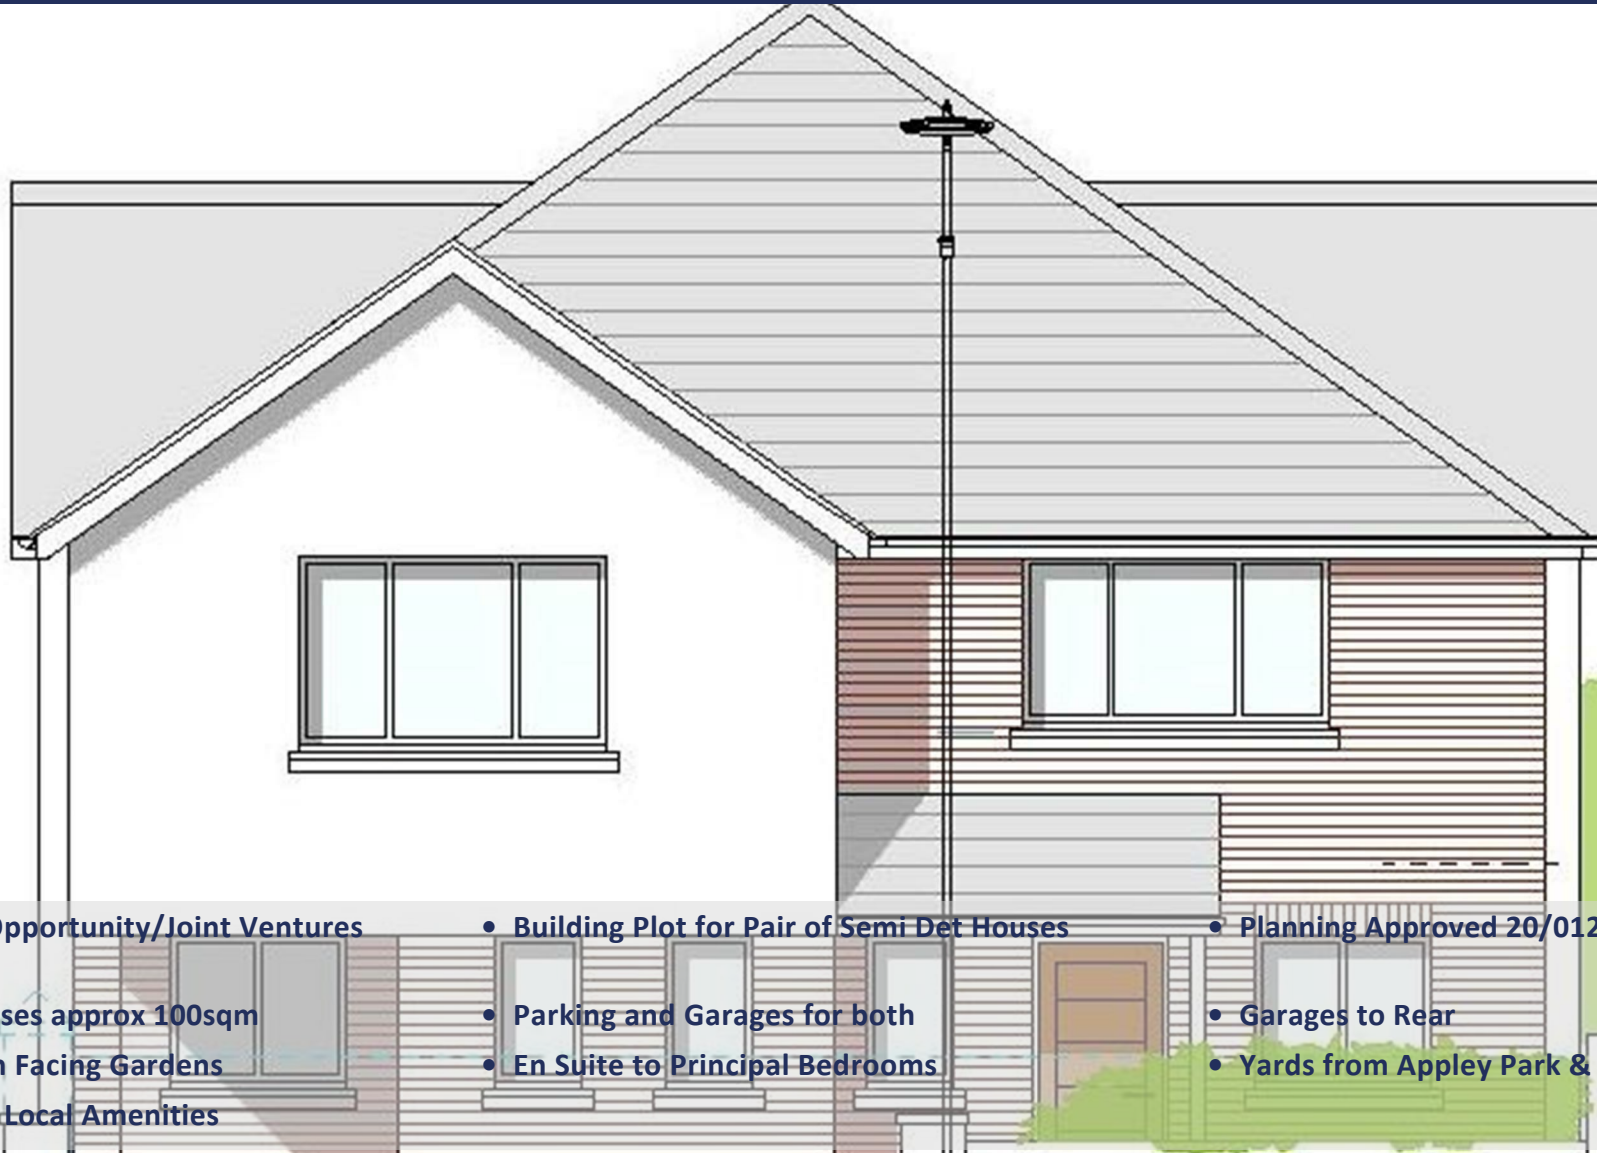 Opportunity/Joint Ventures
• Building Plot for Pair of Semi Det Houses
• Planning Approved 20/012
approx 100sqm
• Parking and Garages for both
• Garages to Rear
Facing Gardens
• En Suite to Principal Bedrooms
• Yards from Appley Park &
Local Amenities